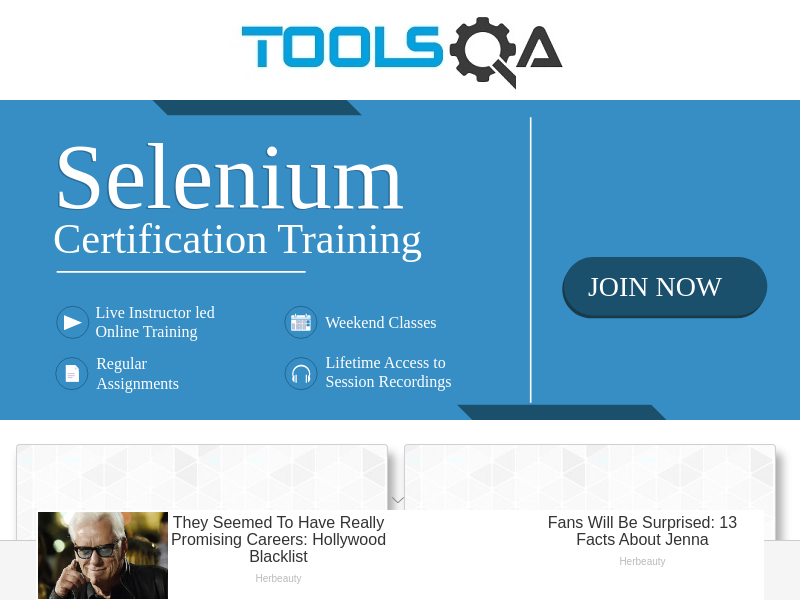 TOOLSQA
Selenium
Certification Training
JOIN NOW
Live Instructor led
Online Training
Weekend Classes
Regular
Assignments
Lifetime Access to
Session Recordings
They Seemed To Have Really
Promising Careers: Hollywood
Blacklist
Herbeauty
Fans Will Be Surprised: 13
Facts About Jenna
Herbeauty